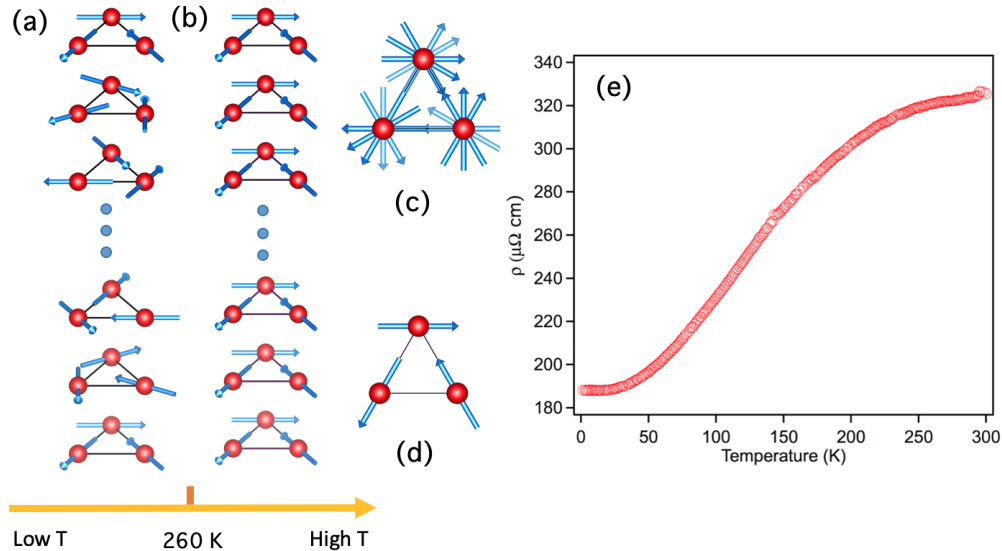 (a)
(b)
(c)
(d)
Low T
260 K
High T
(e)
ρ (μΩ cm)
340
320
300
280
260
240
220
200
180
0
50
100
150
200
250
300
Temperature (K)